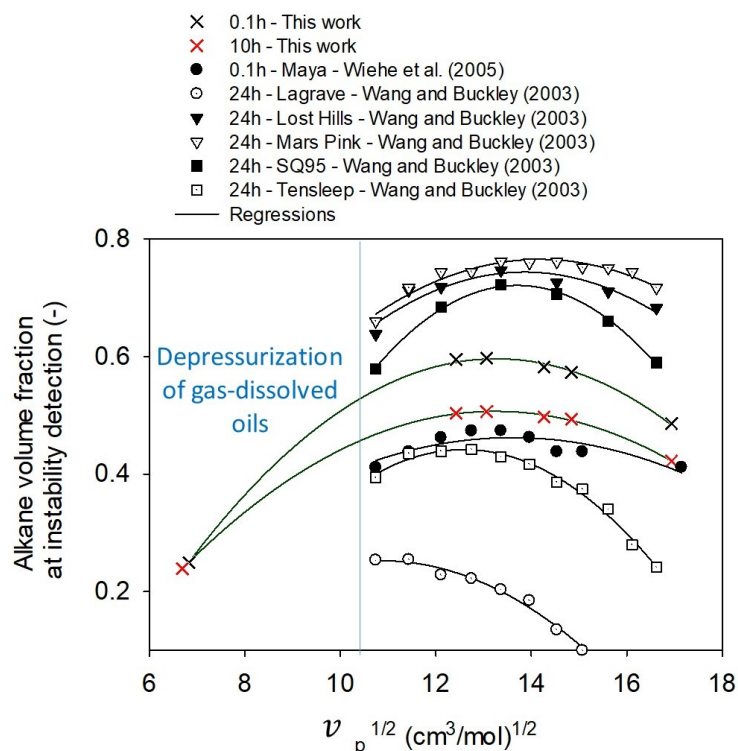 0.1h - This work
10h - This work
0.1h - Maya - Wiehe et al. (2005)
24h - Lagrave - Wang and Buckley (2003)
24h - Lost Hills - Wang and Buckley (2003)
24h - Mars Pink - Wang and Buckley (2003)
24h - SQ95 - Wang and Buckley (2003)
24h - Tensleep - Wang and Buckley (2003)
Regressions
Alkane volume fraction
at instability detection (-)
0.8
0.6
0.4
0.2
Depressurization
of gas-dissolved
oils
6 8 10 12 14 16 18
v p 1/2 (cm3/mol)1/2